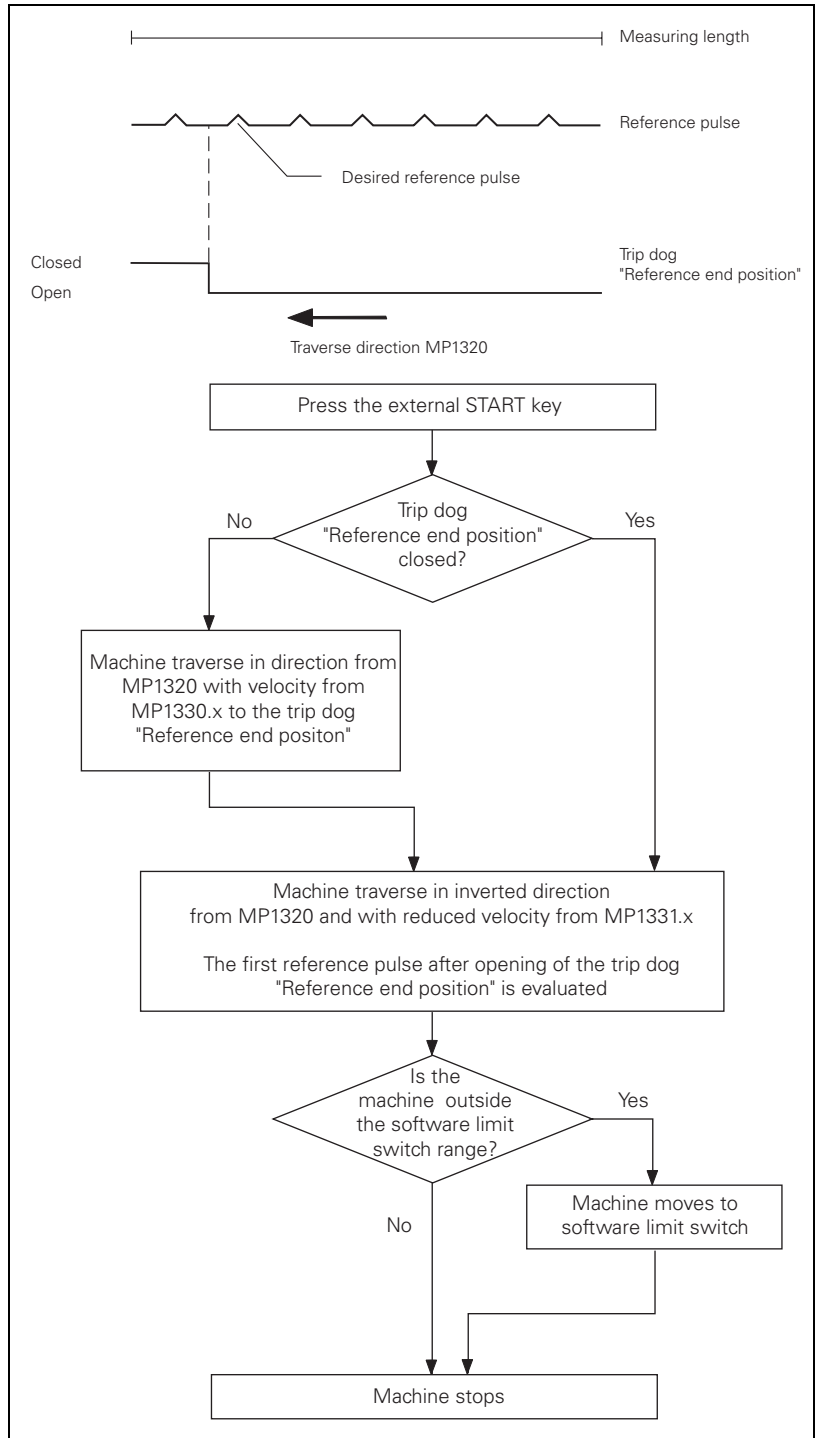 Measuring length
Reference pulse
Desired reference pulse
Closed
Open
Trip dog
"Reference end position"
Traverse direction MP1320
Press the external START key
Trip dog
"Reference end position"
closed?
No
Yes
Machine traverse in direction from
MP1320 with velocity from
MP1330.x to the trip dog
"Reference end positon"
Machine traverse in inverted direction
from MP1320 and with reduced velocity from MP1331.x
The first reference pulse after opening of the trip dog
"Reference end position" is evaluated
Is the
machine outside
the software limit
switch range?
Yes
No
Machine moves to
software limit switch
Machine stops